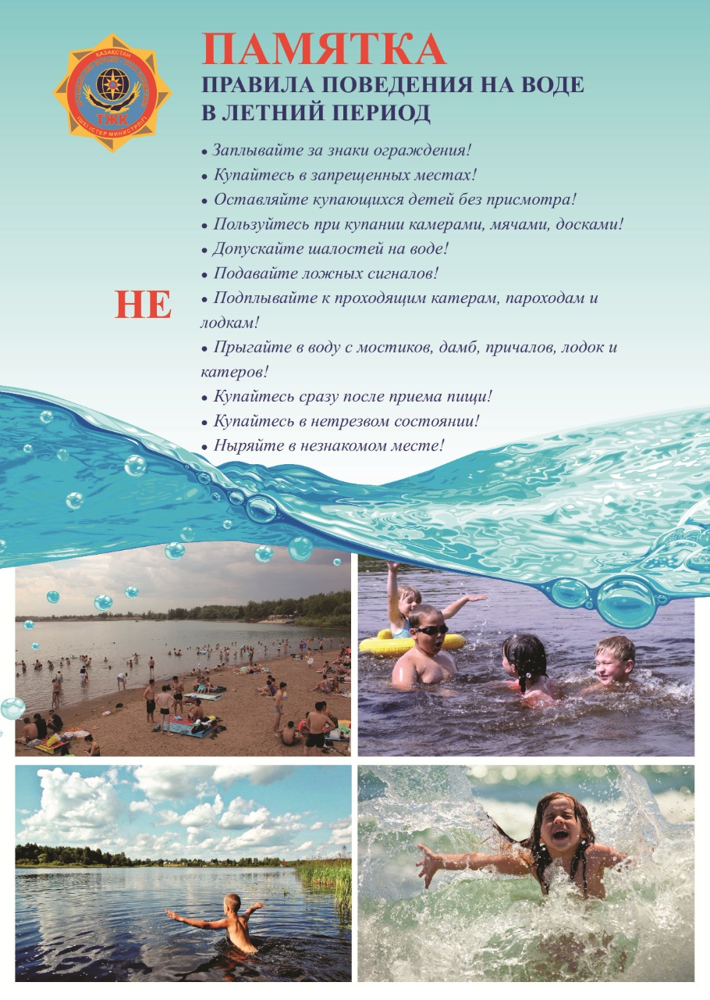 ПАМЯТКА
ПРАВИЛА ПОВЕДЕНИЯ НА ВОДЕ
В ЛЕТНИЙ ПЕРИОД
ҚАЗАҚСТАН
ТЖК
ІШКІ ІСТЕР МИНИСТРЛІГІ
НЕ
● Заплывайте за знаки ограждения!
● Купайтесь в запрещенных местах!
● Оставляйте купающихся детей без присмотра!
● Пользуйтесь при купании камерами, мячами, досками!
● Допускайте шалостей на воде!
● Подавайте ложных сигналов!
● Подплывайте к проходящим катерам, пароходам и
лодкам!
● Прыгайте в воду с мостиков, дамб, причалов, лодок и
катеров!
● Купайтесь сразу после приема пищи!
● Купайтесь в нетрезвом состоянии!
● Ныряйте в незнакомом месте!